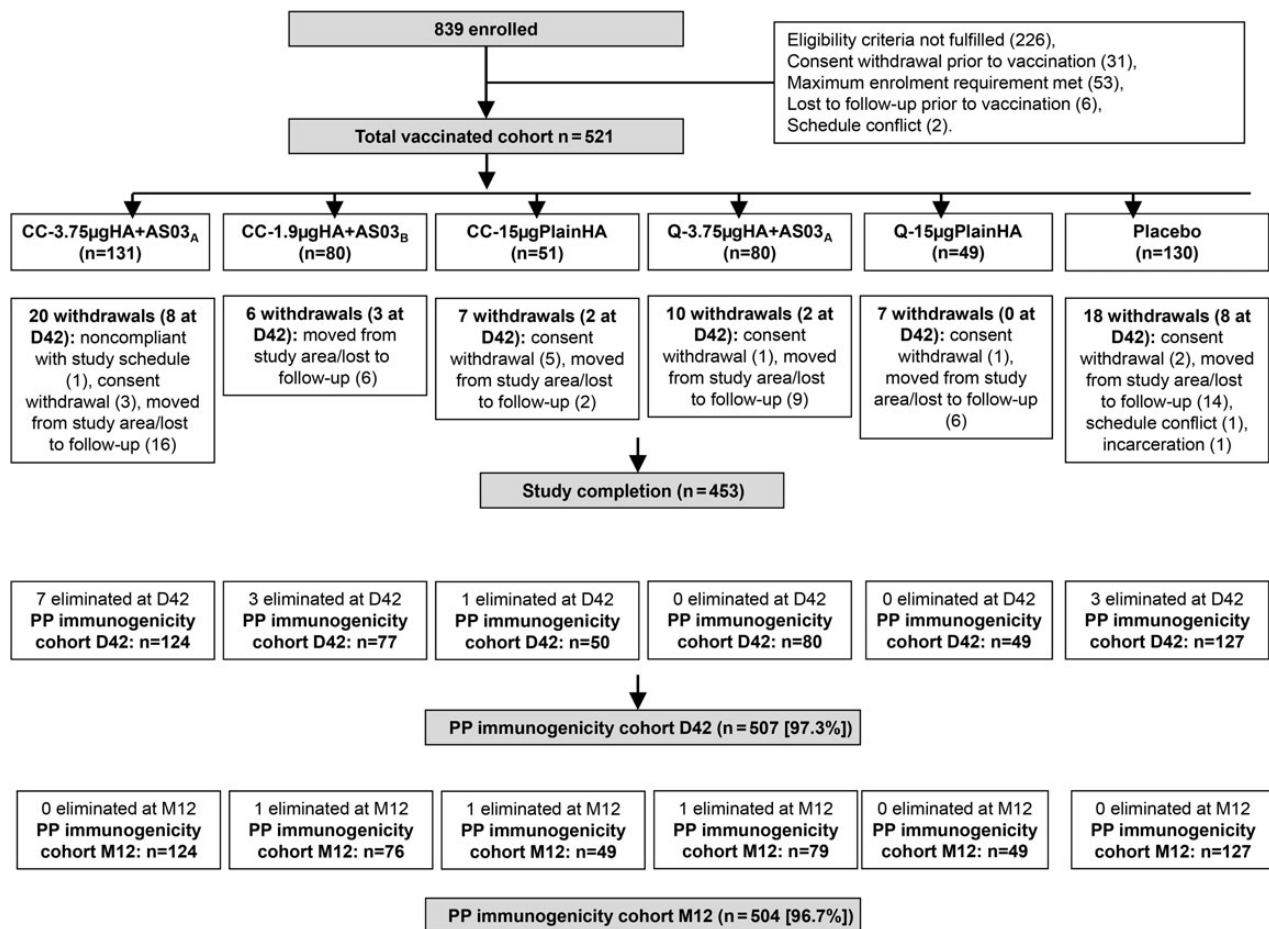 839 enrolled
Eligibility criteria not fulfilled (226),
Consent withdrawal prior to vaccination (31),
Maximum enrolment requirement met (53),
Lost to follow-up prior to vaccination (6),
Schedule conflict (2).
Total vaccinated cohort n=521
CC-3.75µgHA+AS03A
(n=131)
CC-1.9µgHA+AS03B
(n=80)
CC-15µgPlainHA
(n=51)
Q-3.75µgHA+AS03A
(n=80)
Q-15µgPlainHA
(n=49)
Placebo
(n=130)
20 withdrawals (8 at
D42): noncompliant
with study schedule
(1), consent
withdrawal (3), moved
from study area/lost
to follow-up (16)
6 withdrawals (3 at
D42): moved from
study area/lost to
follow-up (6)
7 withdrawals (2 at
D42): consent
withdrawal (5), moved
from study area/lost
to follow-up (2)
10 withdrawals (2 at
D42): consent
withdrawal (1), moved
from study area/lost
to follow-up (9)
7 withdrawals (0 at
D42): consent
withdrawal (1),
moved from study
area/lost to follow-up
(6)
18 withdrawals (8 at
D42): consent
withdrawal (2), moved
from study area/lost
to follow-up (14),
schedule conflict (1),
incarceration (1)
Study completion (n=453)
7 eliminated at D42
PP immunogenicity
cohort D42: n=124
3 eliminated at D42
PP immunogenicity
cohort D42: n=77
1 eliminated at D42
PP immunogenicity
cohort D42: n=50
0 eliminated at D42
PP immunogenicity
cohort D42: n=80
0 eliminated at D42
PP immunogenicity
cohort D42: n=49
3 eliminated at D42
PP immunogenicity
cohort D42: n=127
PP immunogenicity cohort D42 (n=507 [97.3%])
0 eliminated at M12
PP immunogenicity
cohort M12: n=124
1 eliminated at M12
PP immunogenicity
cohort M12: n=76
1 eliminated at M12
PP immunogenicity
cohort M12: n=49
1 eliminated at M12
PP immunogenicity
cohort M12: n=79
0 eliminated at M12
PP immunogenicity
cohort M12: n=49
0 eliminated at M12
PP immunogenicity
cohort M12: n=127
PP immunogenicity cohort M12 (n=504 [96.7%])